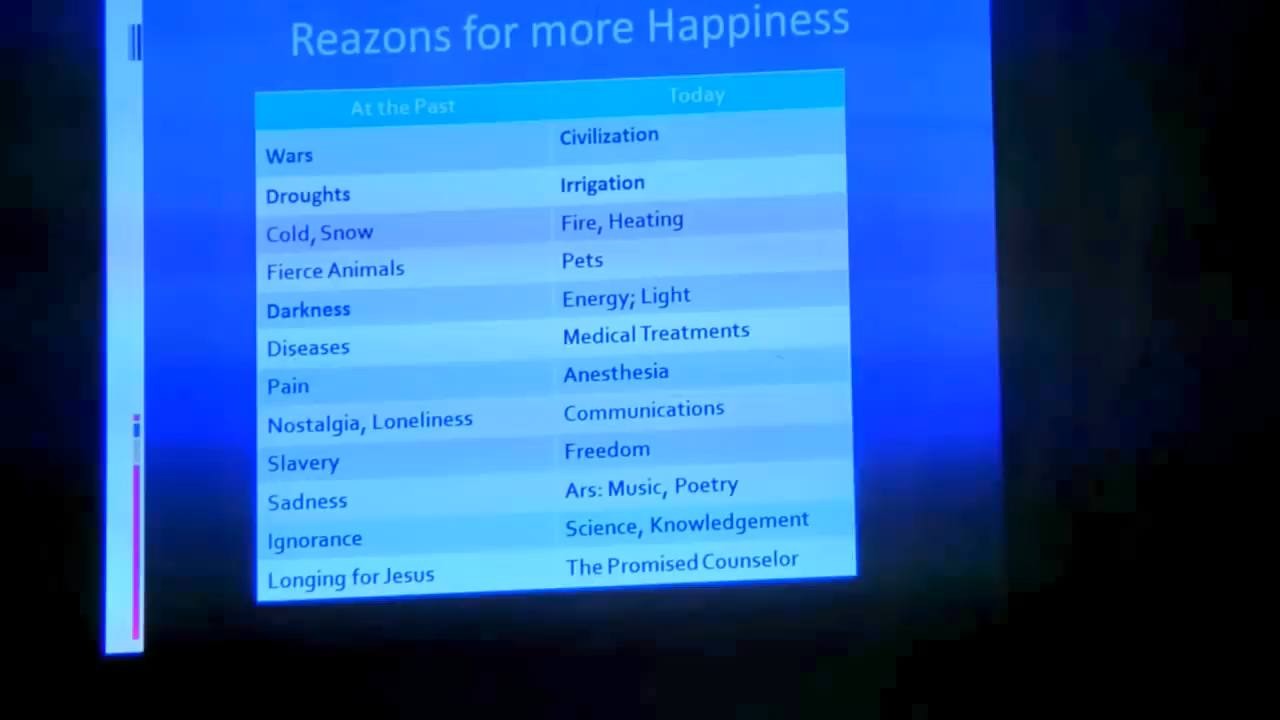 Reazons for more Happiness
At the Past Today
Wars Civilization
Droughts Irrigation
Cold, Snow Fire, Heating
Fierce Animals Pets
Darkness Energy; Light
Diseases Medical Treatments
Pain Anesthesia
Nostalgia, Loneliness Communications
Slavery Freedom
Sadness Ars: Music, Poetry
Ignorance Science, Knowledgement
Longing for Jesus The Promised Counselor